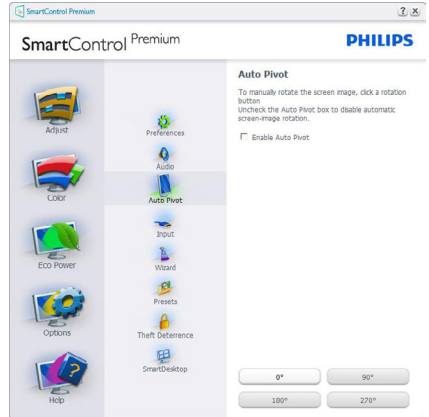 SmartControl Premium
SmartControl Premium
PHILIPS
Adjust
Color
Eco Power
Options
Help
Preferences
Audio
Auto Pivot
Input
Wizard
Presets
Theft Deterrence
SmartDesktop
Auto Pivot
To manually rotate the screen image, click a rotation
button
Uncheck the Auto Pivot box to disable automatic
screen-image rotation.
Enable Auto Pivot
0°
90°
180°
270°